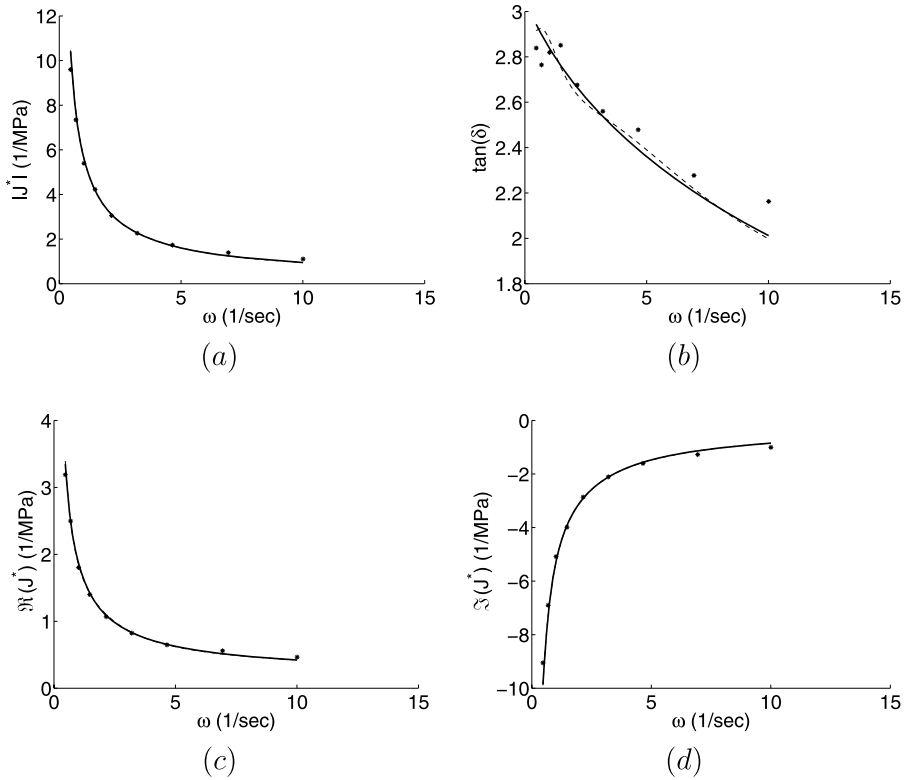 12
10
8
6
4
2
0
|J*| (1/MPa)
0 5 10 15
ω (1/sec)
(a)
3
2.8
2.6
2.4
2.2
2
1.8
tan(δ)
0 5 10 15
ω (1/sec)
(b)
4
3
2
1
0
ℜ(J*) (1/MPa)
0 5 10 15
ω (1/sec)
(c)
0
−2
−4
−6
−8
−10
ℑ(J*) (1/MPa)
0 5 10 15
ω (1/sec)
(d)